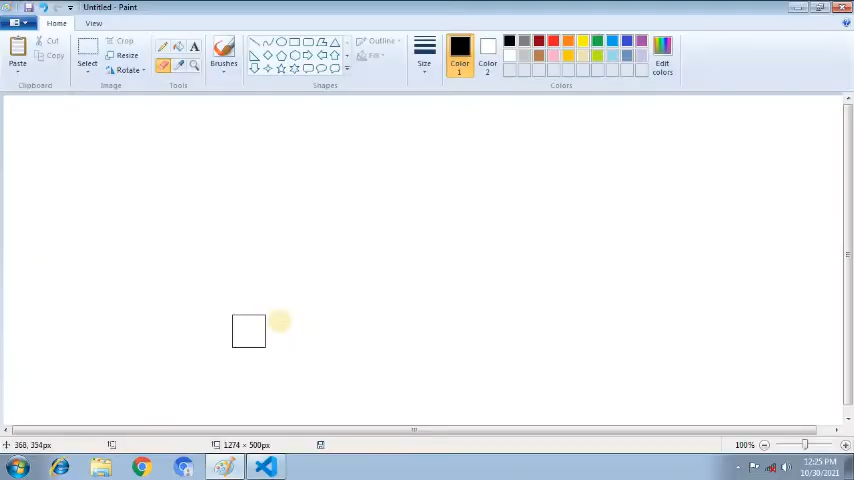 Untitled - Paint
Home View
Paste
Cut
Copy
Clipboard
Select
Crop
Resize
Rotate
Image
A
Tools
Brushes
Shapes
Outline
Fill
Size
Color 1
Color 2
Colors
Edit colors
368, 354px
1274 × 500px
100%
12:25 PM
10/30/2021